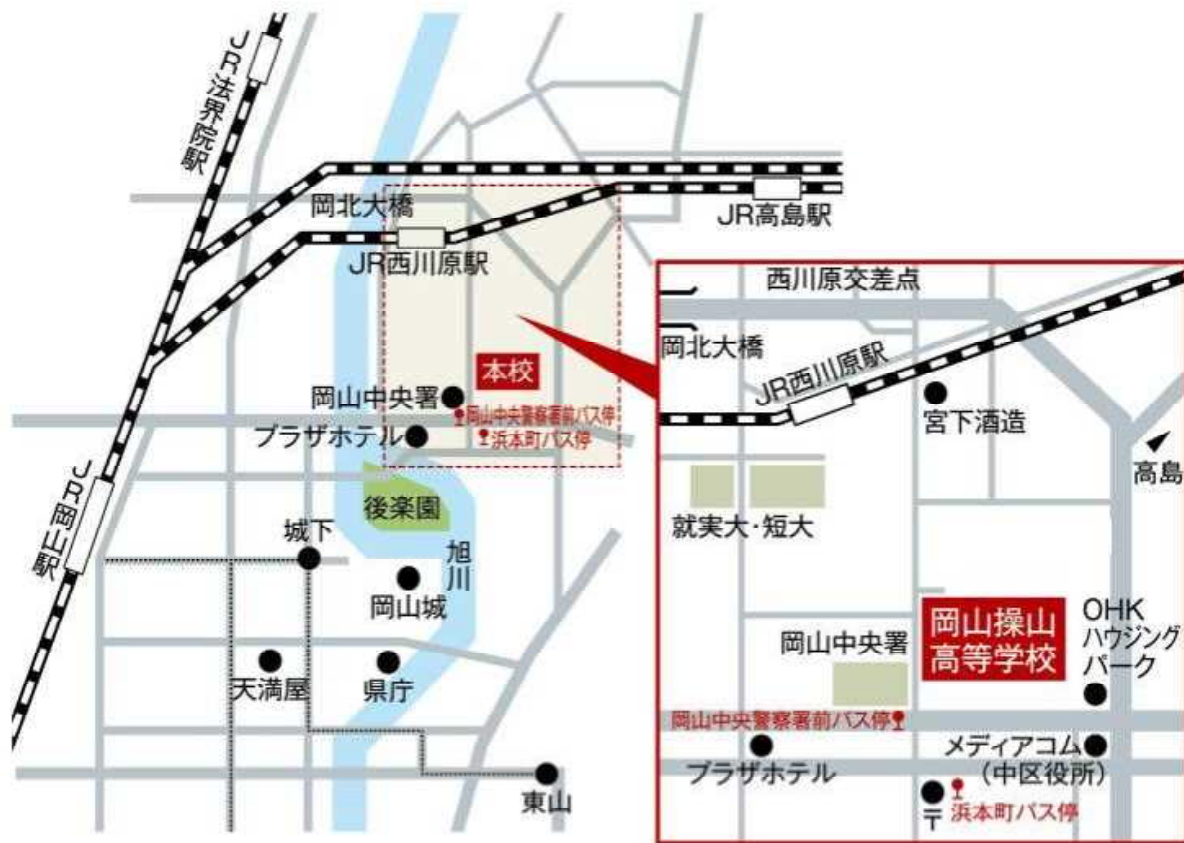 JR法界院駅
岡北大橋
JR西川原駅
JR高島駅
本校
岡山中央署
岡山中央警察署前バス停
プラザホテル
浜本町バス停
後楽園
JR岡山駅
城下
旭川
岡山城
天満屋
県庁
東山
西川原交差点
岡北大橋
JR西川原駅
宮下酒造
高島
就実大・短大
岡山操山
高等学校
OHK
ハウジング
パーク
岡山中央署
岡山中央警察署前バス停
プラザホテル
メディアコム
(中区役所)
〒
浜本町バス停